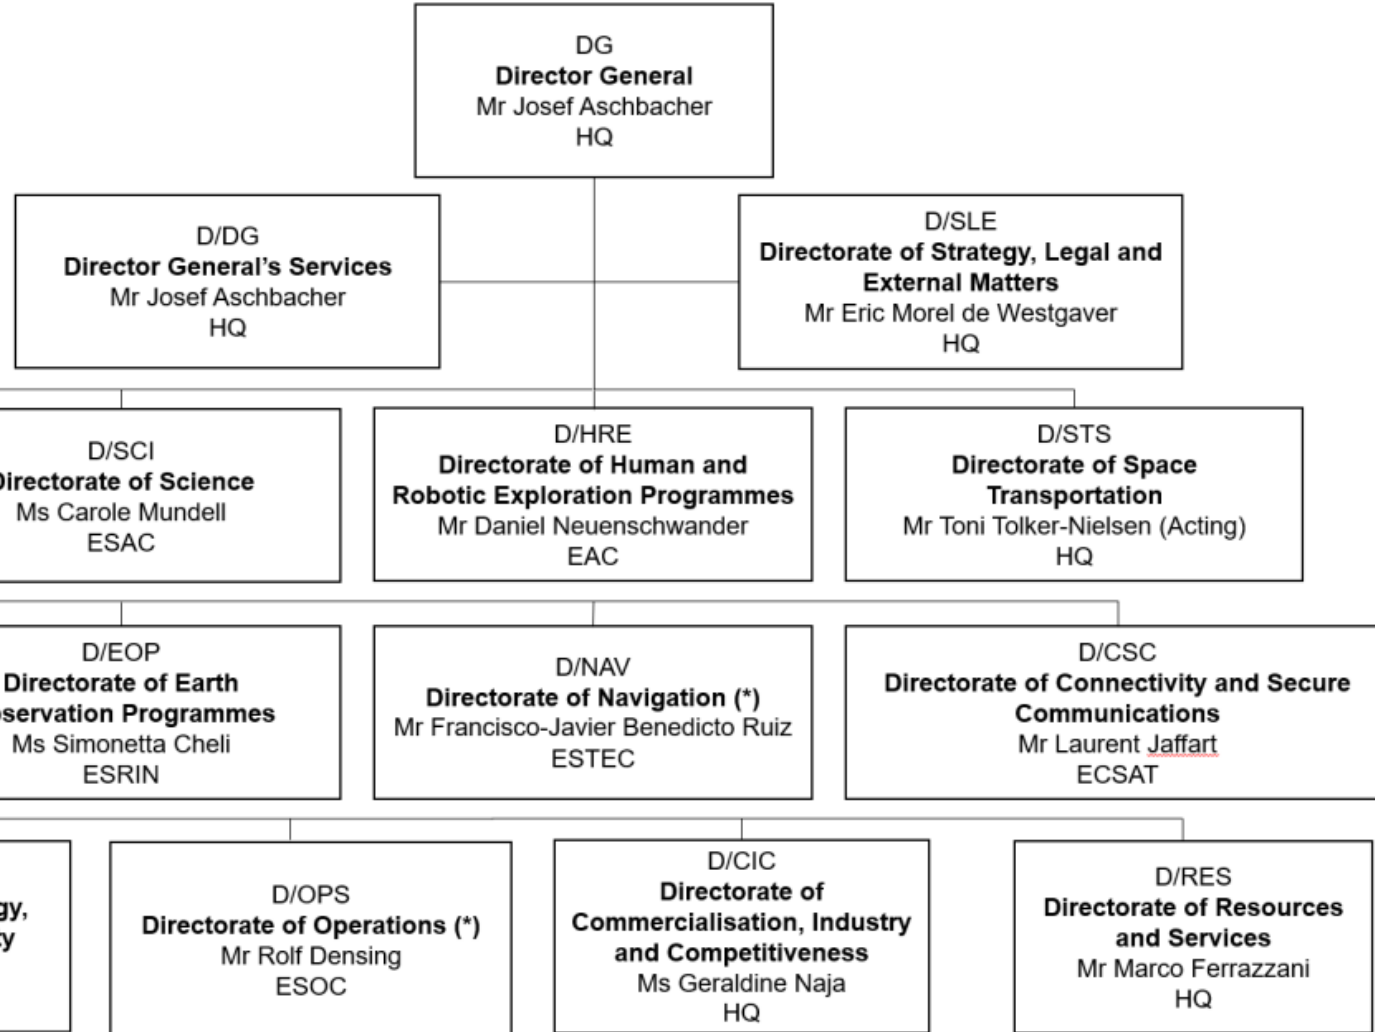 DG
Director General
Mr Josef Aschbacher
HQ
D/DG
Director General’s Services
Mr Josef Aschbacher
HQ
D/SLE
Directorate of Strategy, Legal and
External Matters
Mr Eric Morel de Westgaver
HQ
D/SCI
Directorate of Science
Ms Carole Mundell
ESAC
D/HRE
Directorate of Human and
Robotic Exploration Programmes
Mr Daniel Neuenschwander
EAC
D/STS
Directorate of Space
Transportation
Mr Toni Tolker-Nielsen (Acting)
HQ
D/EOP
Directorate of Earth
servation Programmes
Ms Simonetta Cheli
ESRIN
D/NAV
Directorate of Navigation (*)
Mr Francisco-Javier Benedicto Ruiz
ESTEC
D/CSC
Directorate of Connectivity and Secure
Communications
Mr Laurent Jaffart
ECSAT
gy,
ty
D/OPS
Directorate of Operations (*)
Mr Rolf Densing
ESOC
D/CIC
Directorate of
Commercialisation, Industry
and Competitiveness
Ms Geraldine Naja
HQ
D/RES
Directorate of Resources
and Services
Mr Marco Ferrazzani
HQ